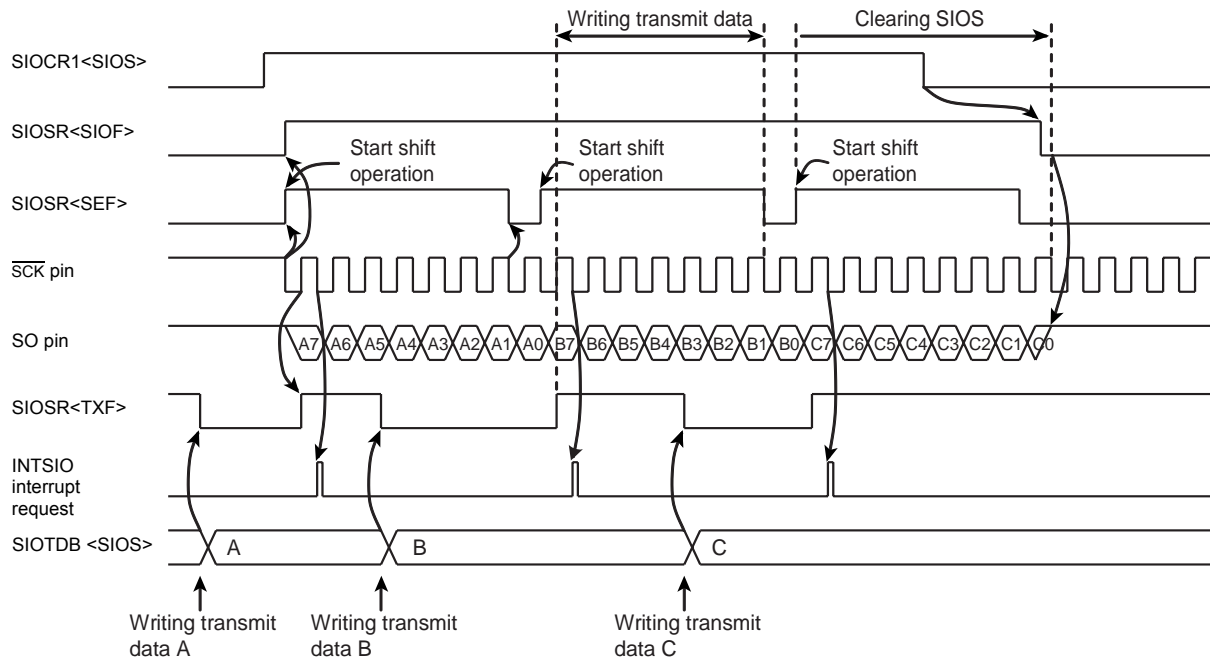 Writing transmit data
Clearing SIOS
SIOCR1<SIOS>
SIOSR<SIOF>
Start shift
operation
Start shift
operation
Start shift
operation
SIOSR<SEF>
SCK pin
SO pin
A7 A6 A5 A4 A3 A2 A1 A0 B7 B6 B5 B4 B3 B2 B1 B0 C7 C6 C5 C4 C3 C2 C1 C0
SIOSR<TXF>
INTSIO
interrupt
request
SIOTDB <SIOS>
A
B
C
Writing transmit
data A
Writing transmit
data B
Writing transmit
data C